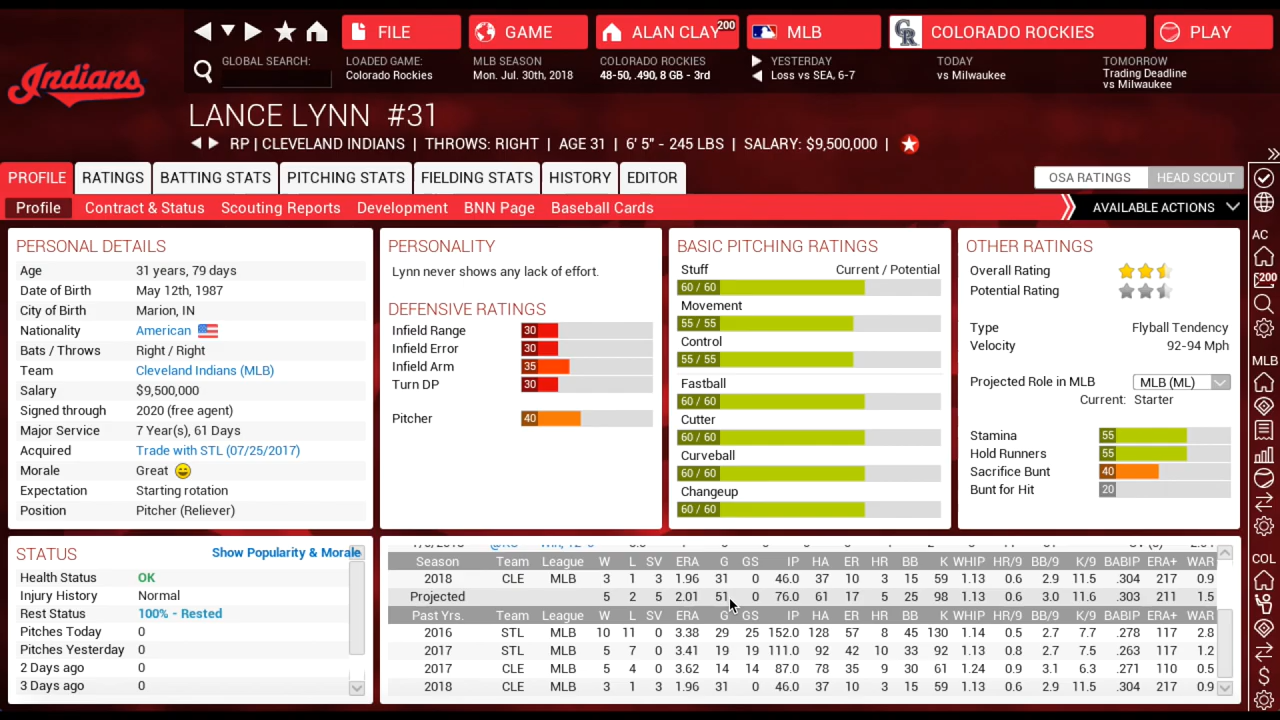 FILE
GAME
ALAN CLAY 200
MLB
COLORADO ROCKIES
PLAY
Indians
GLOBAL SEARCH:
LOADED GAME:
Colorado Rockies
MLB SEASON
Mon. Jul. 30th, 2018
COLORADO ROCKIES
48-50, .490, 8 GB - 3rd
YESTERDAY
Loss vs SEA, 6-7
TODAY
vs Milwaukee
TOMORROW
Trading Deadline
vs Milwaukee
LANCE LYNN #31
RP | CLEVELAND INDIANS | THROWS: RIGHT | AGE 31 | 6' 5" - 245 LBS | SALARY: $9,500,000 |
PROFILE RATINGS BATTING STATS PITCHING STATS FIELDING STATS HISTORY EDITOR OSA RATINGS HEAD SCOUT
Profile Contract & Status Scouting Reports Development BNN Page Baseball Cards AVAILABLE ACTIONS
PERSONAL DETAILS
Age 31 years, 79 days
Date of Birth May 12th, 1987
City of Birth Marion, IN
Nationality American
Bats / Throws Right / Right
Team Cleveland Indians (MLB)
Salary $9,500,000
Signed through 2020 (free agent)
Major Service 7 Year(s), 61 Days
Acquired Trade with STL (07/25/2017)
Morale Great
Expectation Starting rotation
Position Pitcher (Reliever)
PERSONALITY
Lynn never shows any lack of effort.
DEFENSIVE RATINGS
Infield Range 30
Infield Error 30
Infield Arm 35
Turn DP 30
Pitcher 40
BASIC PITCHING RATINGS
Stuff Current / Potential
60 / 60
Movement
55 / 55
Control
55 / 55
Fastball
60 / 60
Cutter
60 / 60
Curveball
60 / 60
Changeup
60 / 60
OTHER RATINGS
Overall Rating
Potential Rating
Type Flyball Tendency
Velocity 92-94 Mph
Projected Role in MLB MLB (ML)
Current: Starter
Stamina 55
Hold Runners 55
Sacrifice Bunt 40
Bunt for Hit 20
STATUS Show Popularity & Morale
Health Status OK
Injury History Normal
Rest Status 100% - Rested
Pitches Today 0
Pitches Yesterday 0
2 Days ago 0
3 Days ago 0
Season Team League W L SV ERA G GS IP HA ER HR BB K WHIP HR/9 BB/9 K/9 BABIP ERA+ WAR
2018 CLE MLB 3 1 3 1.96 31 0 46.0 37 10 3 15 59 1.13 0.6 2.9 11.5 .304 217 0.9
Projected 5 2 5 2.01 51 0 76.0 61 17 5 25 98 1.13 0.6 3.0 11.6 .303 211 1.5
Past Yrs. Team League W L SV ERA G GS IP HA ER HR BB K WHIP HR/9 BB/9 K/9 BABIP ERA+ WAR
2016 STL MLB 10 11 0 3.38 29 25 152.0 128 57 8 45 130 1.14 0.5 2.7 7.7 .278 117 2.8
2017 STL MLB 5 7 0 3.41 19 19 111.0 92 42 10 33 92 1.13 0.8 2.7 7.5 .263 117 1.2
2017 CLE MLB 5 4 0 3.62 14 14 87.0 78 35 9 30 61 1.24 0.9 3.1 6.3 .271 110 0.5
2018 CLE MLB 3 1 3 1.96 31 0 46.0 37 10 3 15 59 1.13 0.6 2.9 11.5 .304 217 0.9
AC
200
MLB
COL